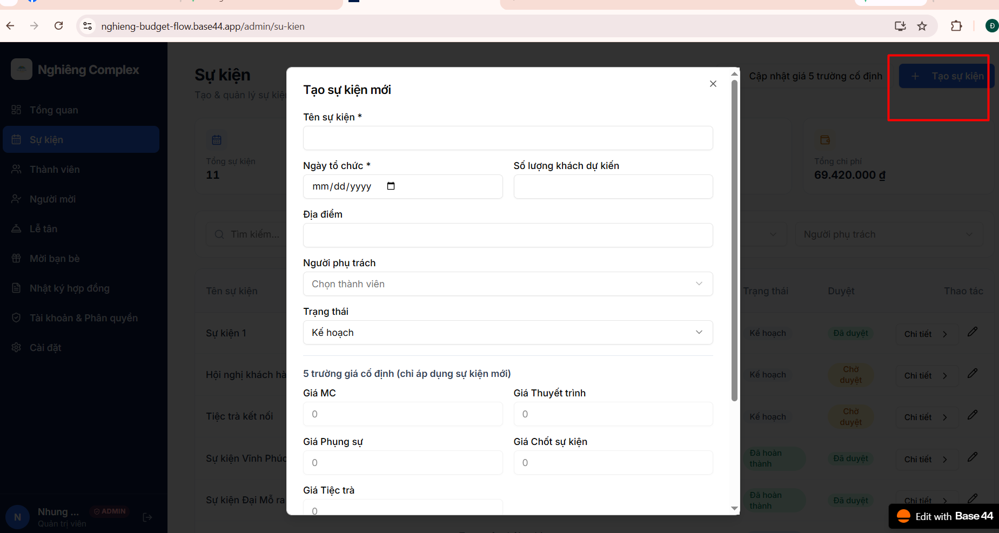 nghieng-budget-flow.base44.app/admin/su-kien
Đ
Nghiêng Complex
Tổng quan
Sự kiện
Thành viên
Người mời
Lễ tân
Mời bạn bè
Nhật ký hợp đồng
Tài khoản & Phân quyền
Cài đặt
N
Nhung ...
ADMIN
Quản trị viên
Sự kiện
Tạo & quản lý sự kiện
Cập nhật giá 5 trường cố định
+ Tạo sự kiện
Tổng sự kiện
11
Tổng chi phí
69.420.000 ₫
Tìm kiếm...
Người phụ trách
Tên sự kiện
Trạng thái
Duyệt
Thao tác
Sự kiện 1
Kế hoạch
Đã duyệt
Chi tiết
Hội nghị khách hà
Kế hoạch
Chờ
duyệt
Chi tiết
Tiệc trà kết nối
Kế hoạch
Chờ
duyệt
Chi tiết
Sự kiện Vĩnh Phúc
Đã hoàn
thành
Đã duyệt
Chi tiết
Sự kiện Đại Mỗ ra
Đã hoàn
thành
Đã duyệt
Chi tiết
Tạo sự kiện mới
Tên sự kiện *
Ngày tổ chức *
Số lượng khách dự kiến
mm/dd/yyyy
Địa điểm
Người phụ trách
Chọn thành viên
Trạng thái
Kế hoạch
5 trường giá cố định (chỉ áp dụng sự kiện mới)
Giá MC
Giá Thuyết trình
0
0
Giá Phụng sự
Giá Chốt sự kiện
0
0
Giá Tiệc trà
0
Edit with Base44